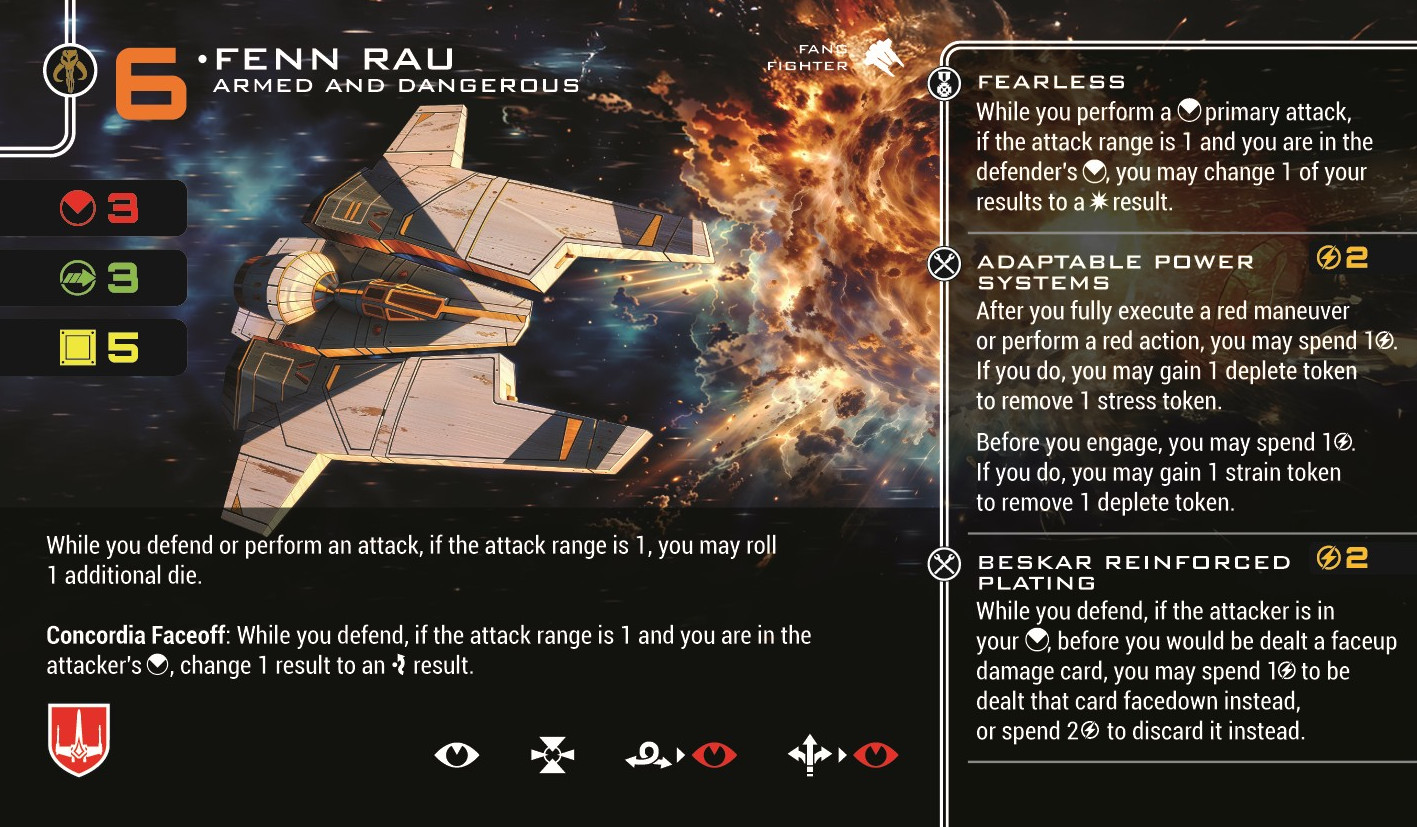 6 •FENN RAU
ARMED AND DANGEROUS
FANG
FIGHTER
3
3
5
While you defend or perform an attack, if the attack range is 1, you may roll
1 additional die.
Concordia Faceoff: While you defend, if the attack range is 1 and you are in the
attacker's , change 1 result to an result.
FEARLESS
While you perform a primary attack,
if the attack range is 1 and you are in the
defender's , you may change 1 of your
results to a result.
ADAPTABLE POWER 2
SYSTEMS
After you fully execute a red maneuver
or perform a red action, you may spend 1.
If you do, you may gain 1 deplete token
to remove 1 stress token.
Before you engage, you may spend 1.
If you do, you may gain 1 strain token
to remove 1 deplete token.
BESKAR REINFORCED 2
PLATING
While you defend, if the attacker is in
your , before you would be dealt a faceup
damage card, you may spend 1 to be
dealt that card facedown instead,
or spend 2 to discard it instead.